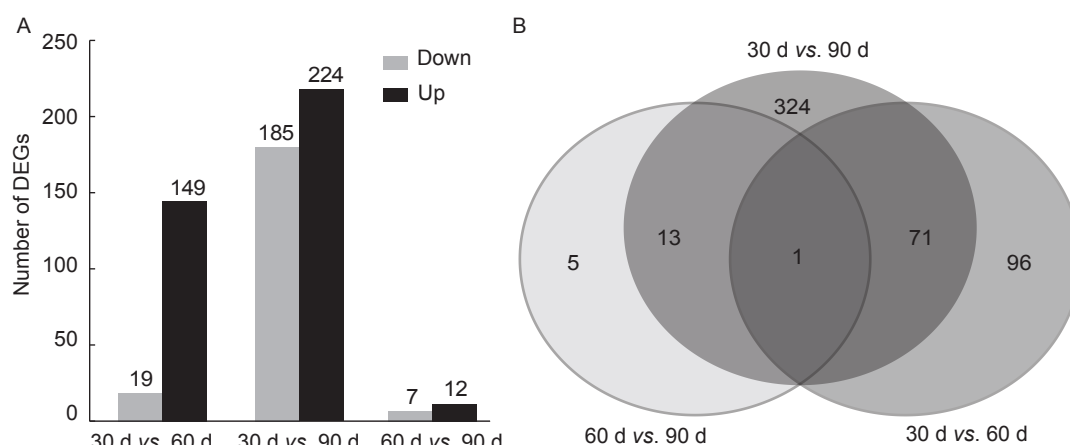 A
Number of DEGs
250
200
150
100
50
0
19
149
185
224
7
12
Down
Up
30 d vs. 60 d
30 d vs. 90 d
60 d vs. 90 d
B
30 d vs. 90 d
324
5
13
1
71
96
60 d vs. 90 d
30 d vs. 60 d